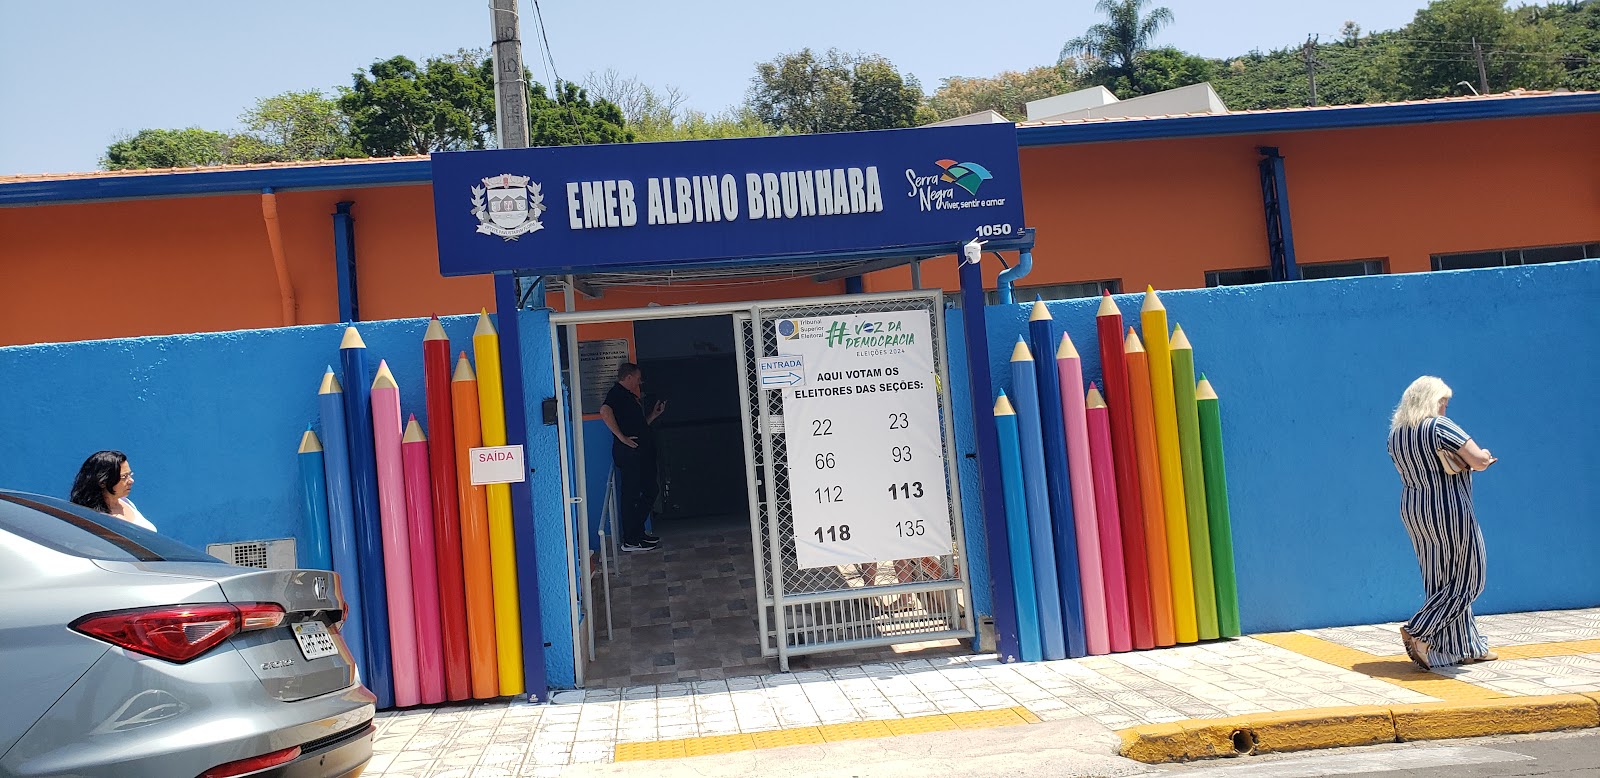 EMEB ALBINO BRUNHARA
Serra
Negra
Viver, sentir e amar
1050
Tribunal
Superior
Eleitoral
#VOZ DA
DEMOCRACIA
ELEIÇÕES 2024
ENTRADA
AQUI VOTAM OS
ELEITORES DAS SEÇÕES:
22 23
66 93
112 113
118 135
SAÍDA